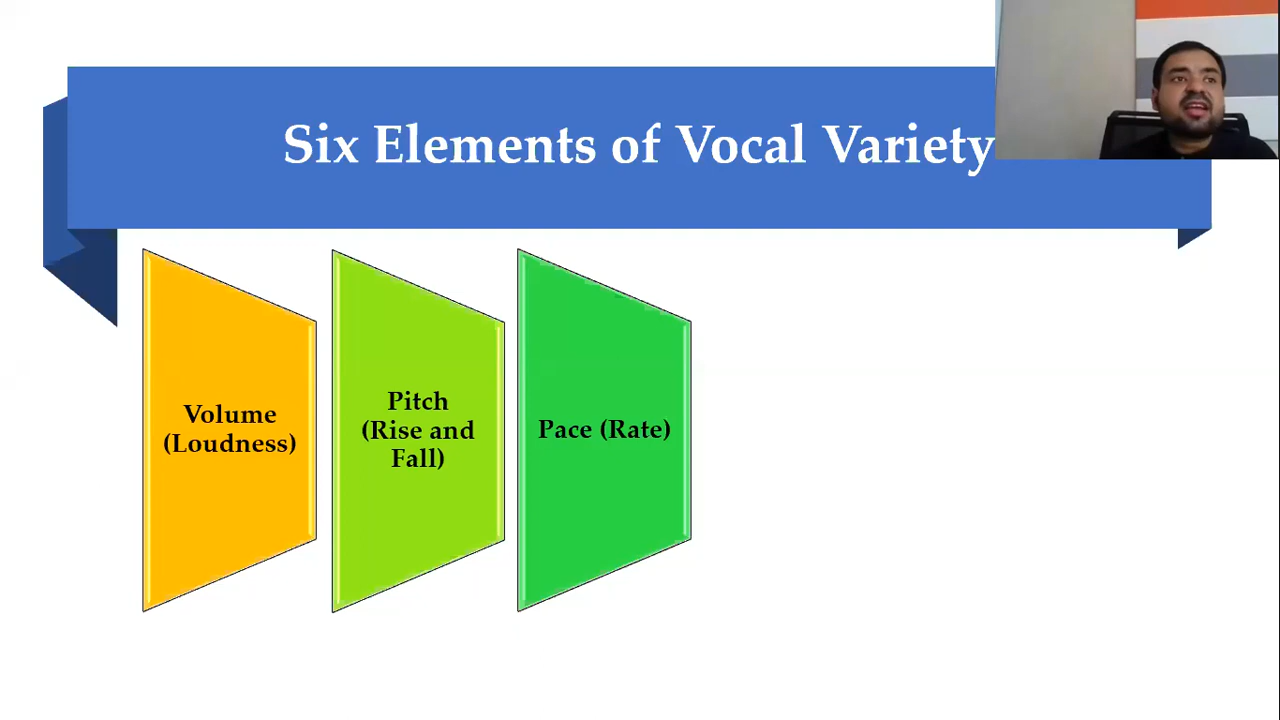 Six Elements of Vocal Variety
Volume
(Loudness)
Pitch
(Rise and
Fall)
Pace (Rate)